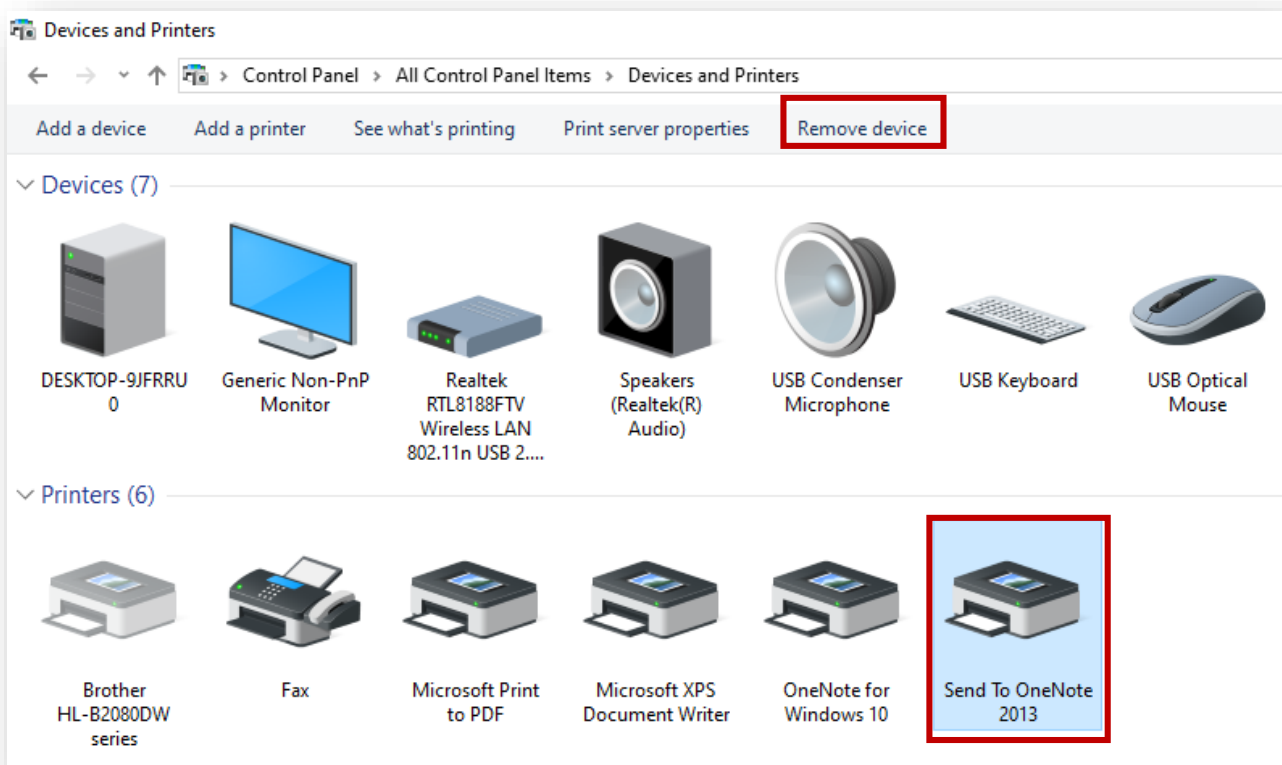 Devices and Printers
Control Panel > All Control Panel Items > Devices and Printers
Add a device Add a printer See what's printing Print server properties Remove device
Devices (7)
DESKTOP-9JFRRU Generic Non-PnP Realtek Speakers USB Condenser USB Keyboard USB Optical
0 Monitor RTL8188FTV (Realtek(R) Microphone Mouse
Wireless LAN Audio)
802.11n USB 2....
Printers (6)
Brother Fax Microsoft Print Microsoft XPS OneNote for Send To OneNote
HL-B2080DW to PDF Document Writer Windows 10 2013
series